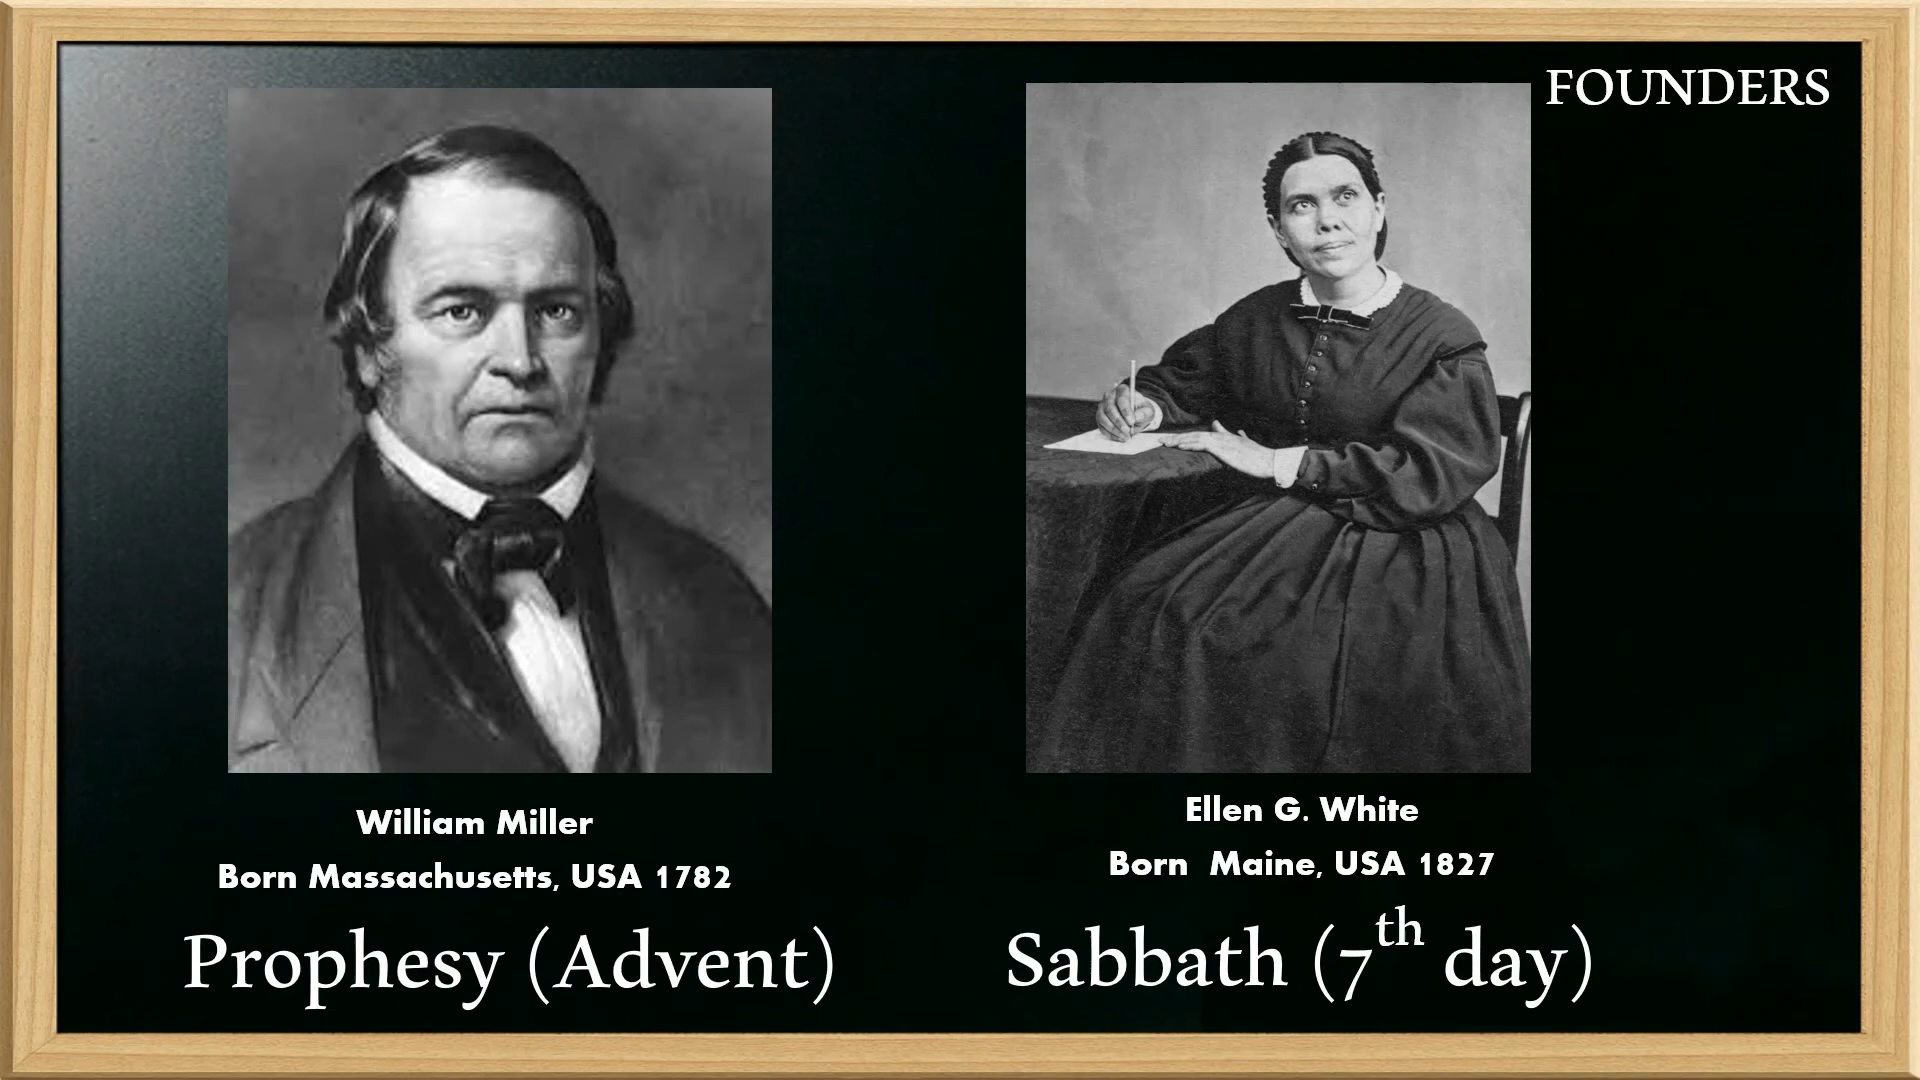 FOUNDERS
William Miller
Born Massachusetts, USA 1782
Prophesy (Advent)
Ellen G. White
Born Maine, USA 1827
Sabbath (7th day)